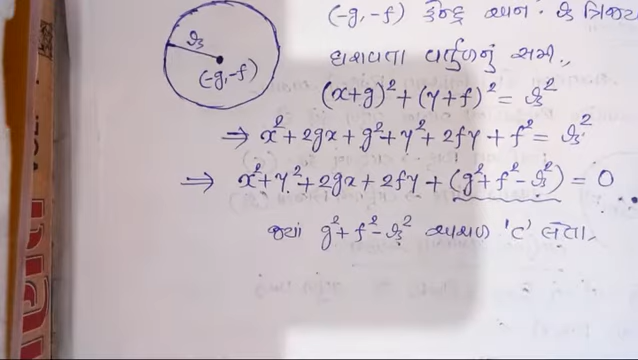 (-g,-f) કેન્દ્ર અને ત્રિજ્યા
ધરાવતા વર્તુળનું સમી.,
(x+g)² + (y+f)² = r²
⇒ x² + 2gx + g² + y² + 2fy + f² = r²
⇒ x² + y² + 2gx + 2fy + (g² + f² - r²) = 0
જ્યાં g² + f² - r² 'c' લેતા,
r
(-g,-f)